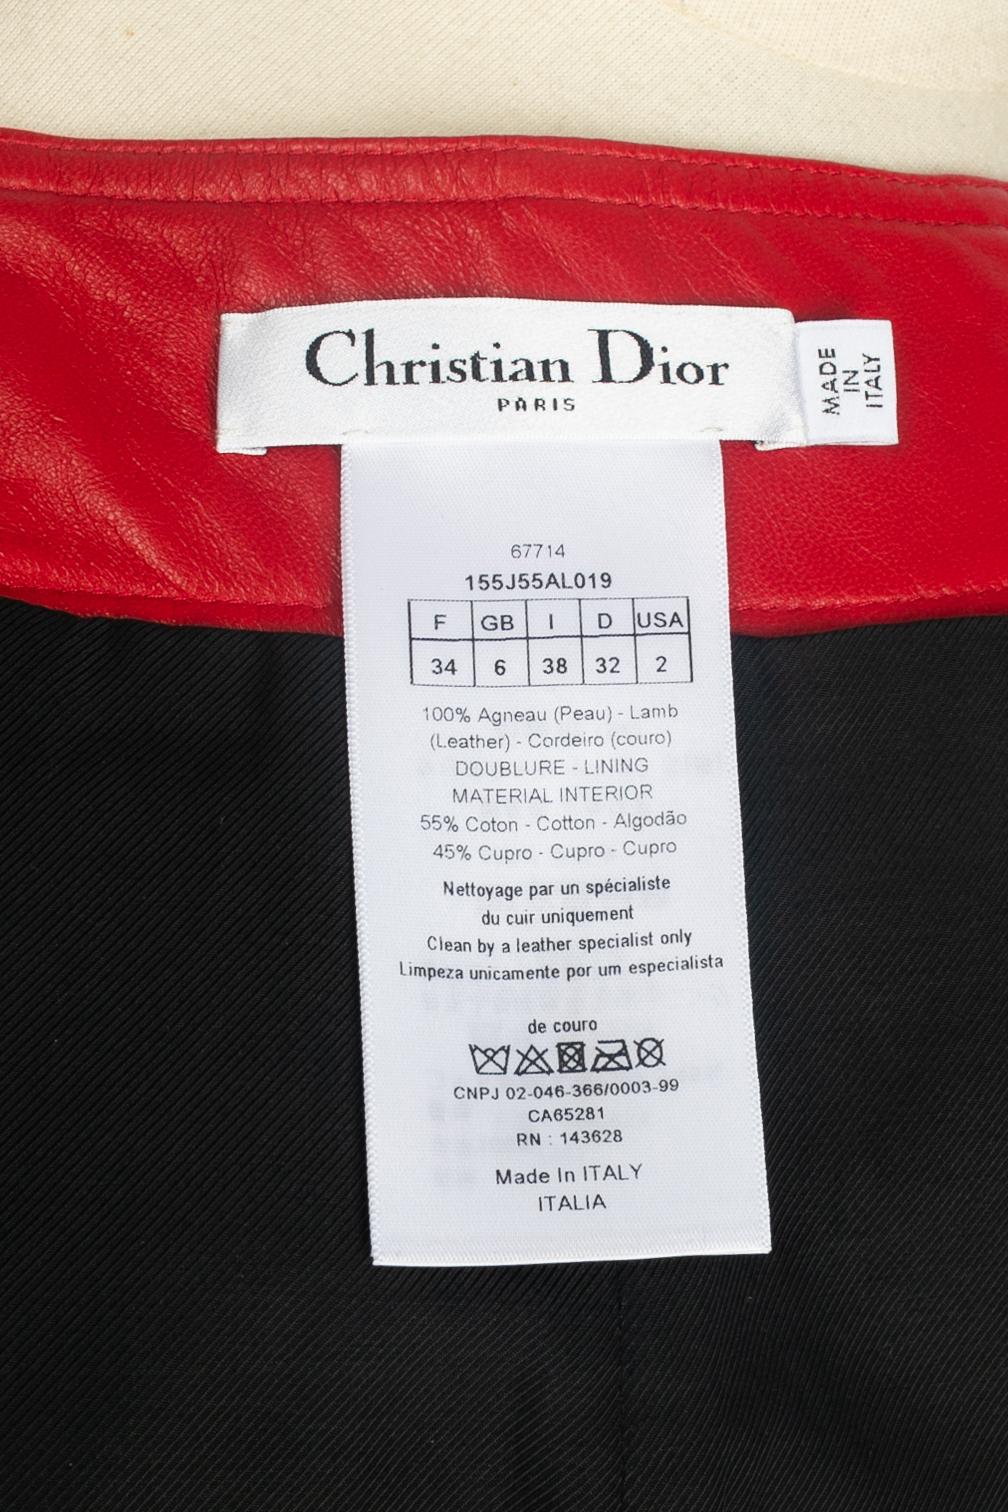 Christian Dior
PARIS
MADE
IN
ITALY
67714
155J55AL019
F GB I D USA
34 6 38 32 2
100% Agneau (Peau) - Lamb
(Leather) - Cordeiro (couro)
DOUBLURE - LINING
MATERIAL INTERIOR
55% Coton - Cotton - Algodão
45% Cupro - Cupro - Cupro
Nettoyage par un spécialiste
du cuir uniquement
Clean by a leather specialist only
Limpeza unicamente por um especialista
de couro
CNPJ 02-046-366/0003-99
CA65281
RN : 143628
Made In ITALY
ITALIA